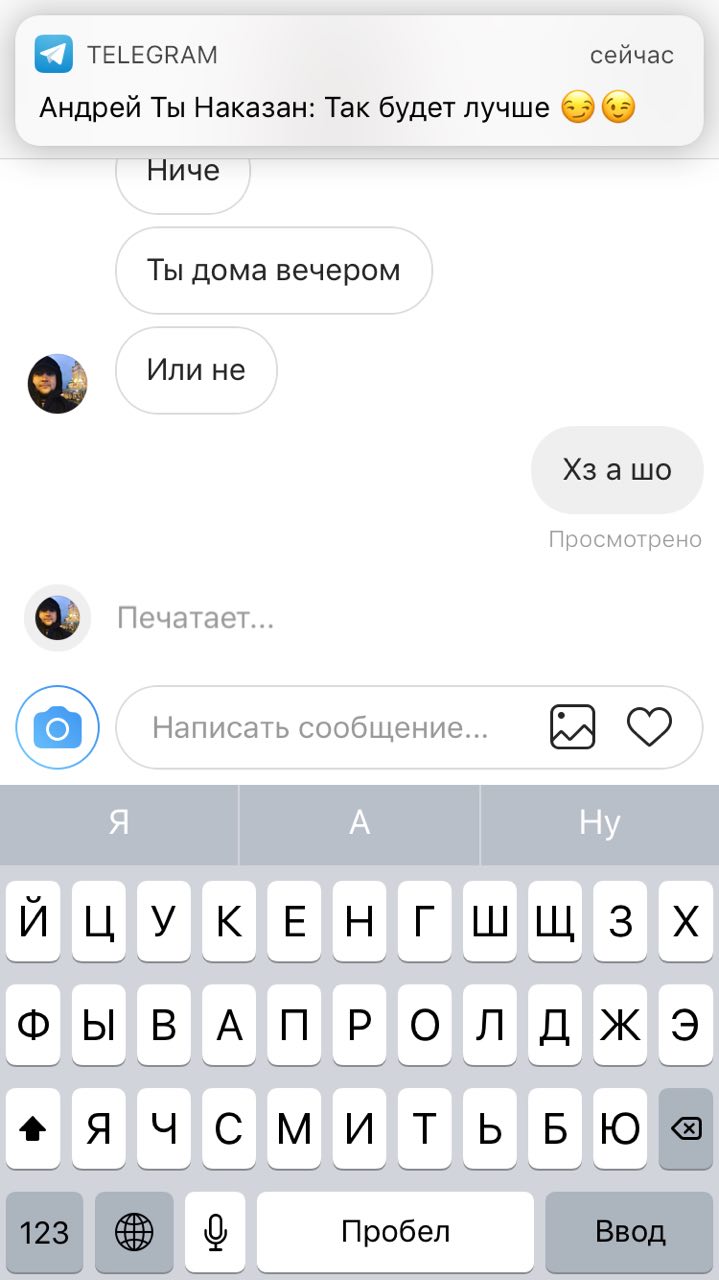 TELEGRAM сейчас
Андрей Ты Наказан: Так будет лучше 😏😉
Ниче
Ты дома вечером
Или не
Хз а шо
Просмотрено
Печатает...
Написать сообщение...
Я А Ну
Й Ц У К Е Н Г Ш Щ З Х
Ф Ы В А П Р О Л Д Ж Э
Я Ч С М И Т Ь Б Ю
123 Пробел Ввод